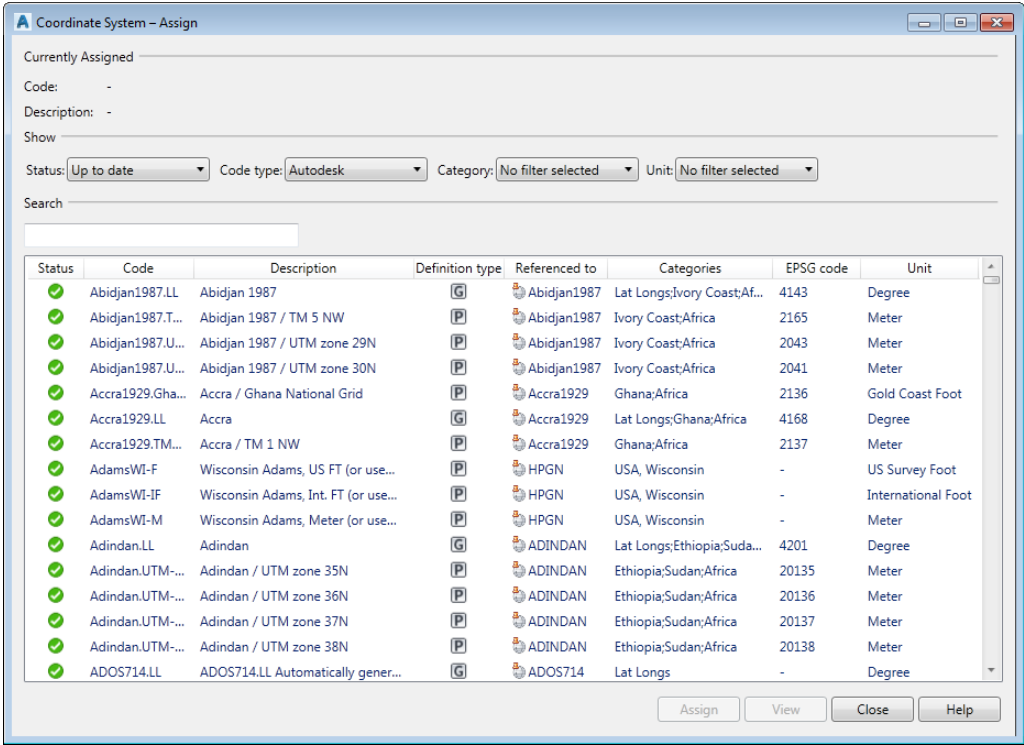 Coordinate System – Assign
Currently Assigned
Code: -
Description: -
Show
Status: Up to date Code type: Autodesk Category: No filter selected Unit: No filter selected
Search
Status Code Description Definition type Referenced to Categories EPSG code Unit
Abidjan1987.LL Abidjan 1987 G Abidjan1987 Lat Longs;Ivory Coast;Af... 4143 Degree
Abidjan1987.T... Abidjan 1987 / TM 5 NW P Abidjan1987 Ivory Coast;Africa 2165 Meter
Abidjan1987.U... Abidjan 1987 / UTM zone 29N P Abidjan1987 Ivory Coast;Africa 2043 Meter
Abidjan1987.U... Abidjan 1987 / UTM zone 30N P Abidjan1987 Ivory Coast;Africa 2041 Meter
Accra1929.Gha... Accra / Ghana National Grid P Accra1929 Ghana;Africa 2136 Gold Coast Foot
Accra1929.LL Accra G Accra1929 Lat Longs;Ghana;Africa 4168 Degree
Accra1929.TM... Accra / TM 1 NW P Accra1929 Ghana;Africa 2137 Meter
AdamsWI-F Wisconsin Adams, US FT (or use... P HPGN USA, Wisconsin - US Survey Foot
AdamsWI-IF Wisconsin Adams, Int. FT (or use... P HPGN USA, Wisconsin - International Foot
AdamsWI-M Wisconsin Adams, Meter (or use... P HPGN USA, Wisconsin - Meter
Adindan.LL Adindan G ADINDAN Lat Longs;Ethiopia;Suda... 4201 Degree
Adindan.UTM-... Adindan / UTM zone 35N P ADINDAN Ethiopia;Sudan;Africa 20135 Meter
Adindan.UTM-... Adindan / UTM zone 36N P ADINDAN Ethiopia;Sudan;Africa 20136 Meter
Adindan.UTM-... Adindan / UTM zone 37N P ADINDAN Ethiopia;Sudan;Africa 20137 Meter
Adindan.UTM-... Adindan / UTM zone 38N P ADINDAN Ethiopia;Sudan;Africa 20138 Meter
ADOS714.LL ADOS714.LL Automatically gener... G ADOS714 Lat Longs - Degree
Assign View Close Help